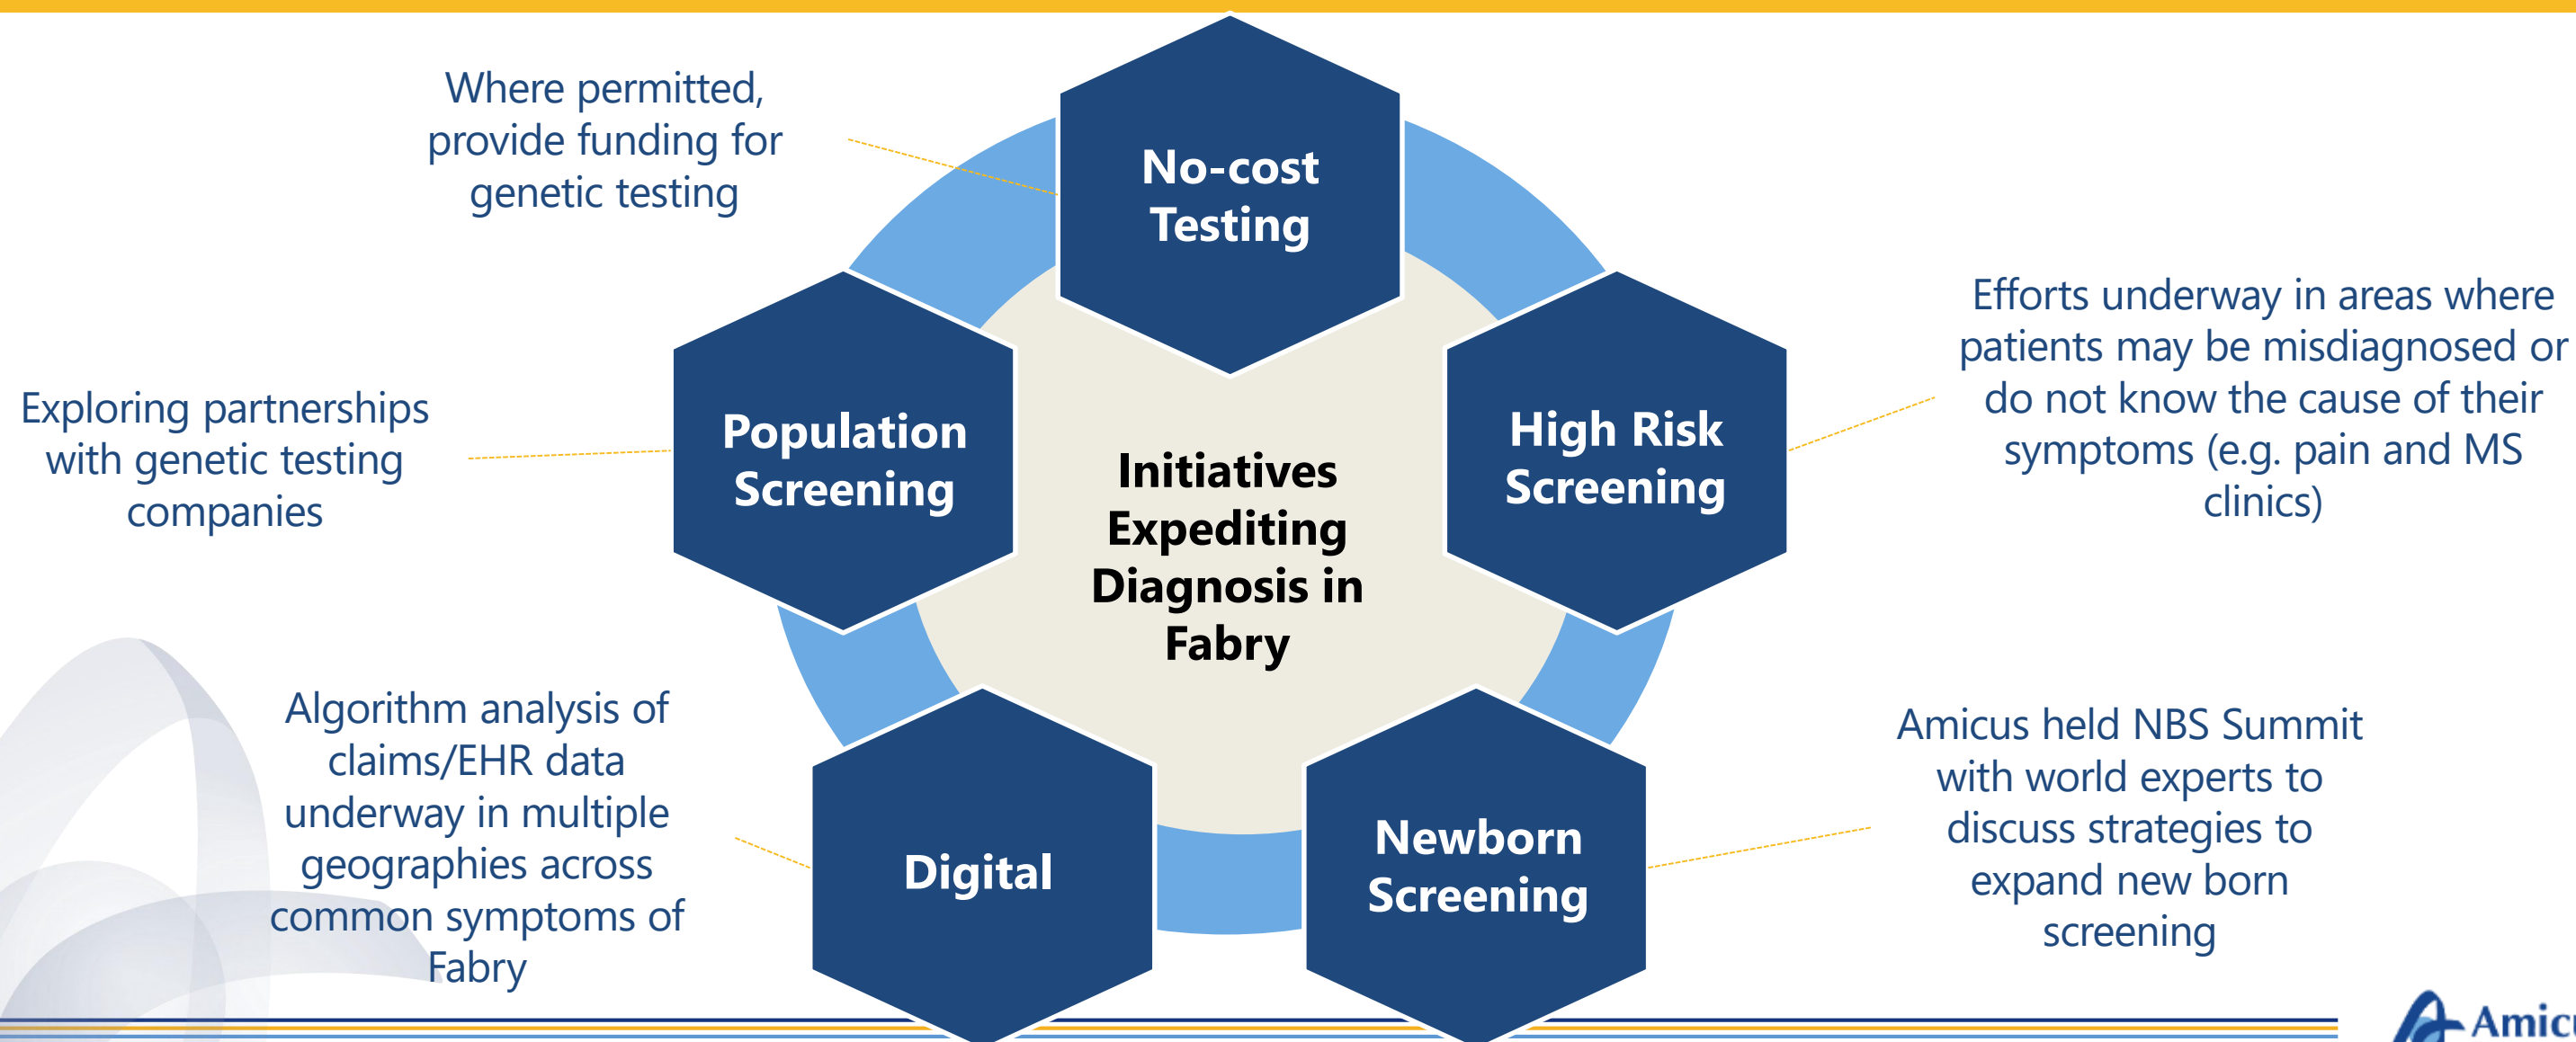 Where permitted,
provide funding for
genetic testing
No-cost
Testing
Efforts underway in areas where
patients may be misdiagnosed or
do not know the cause of their
symptoms (e.g. pain and MS
clinics)
High Risk
Screening
Exploring partnerships
with genetic testing
companies
Population
Screening
Initiatives
Expediting
Diagnosis in
Fabry
Algorithm analysis of
claims/EHR data
underway in multiple
geographies across
common symptoms of
Fabry
Digital
Newborn
Screening
Amicus held NBS Summit
with world experts to
discuss strategies to
expand new born
screening